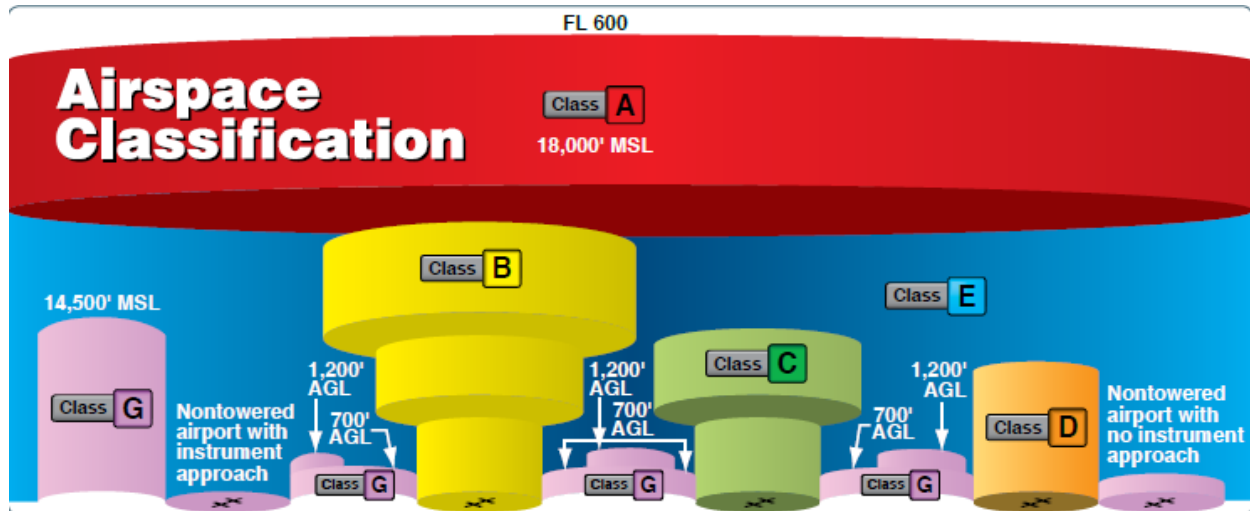 FL 600
Airspace
Classification
Class A
18,000' MSL
Class B
Class E
14,500' MSL
Class G
Nontowered
airport with
instrument
approach
1,200'
AGL
700'
AGL
Class G
1,200'
AGL
700'
AGL
Class G
Class C
700'
AGL
1,200'
AGL
Class G
Class D
Nontowered
airport with
no instrument
approach